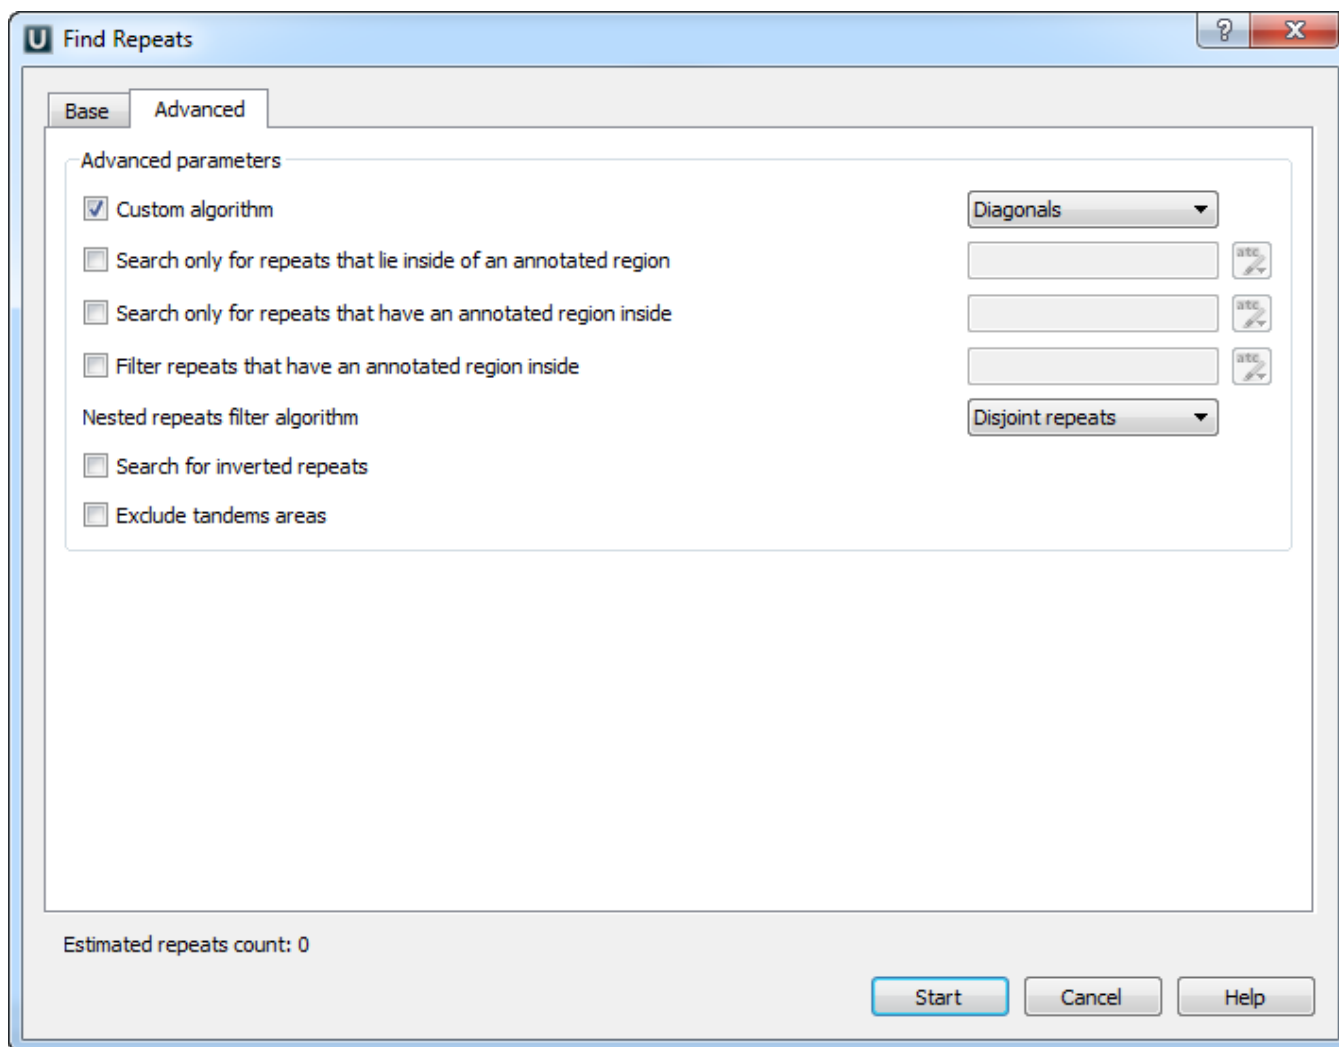 U Find Repeats
Base Advanced
Advanced parameters
Custom algorithm Diagonals
Search only for repeats that lie inside of an annotated region
Search only for repeats that have an annotated region inside
Filter repeats that have an annotated region inside
Nested repeats filter algorithm Disjoint repeats
Search for inverted repeats
Exclude tandems areas
Estimated repeats count: 0
Start Cancel Help